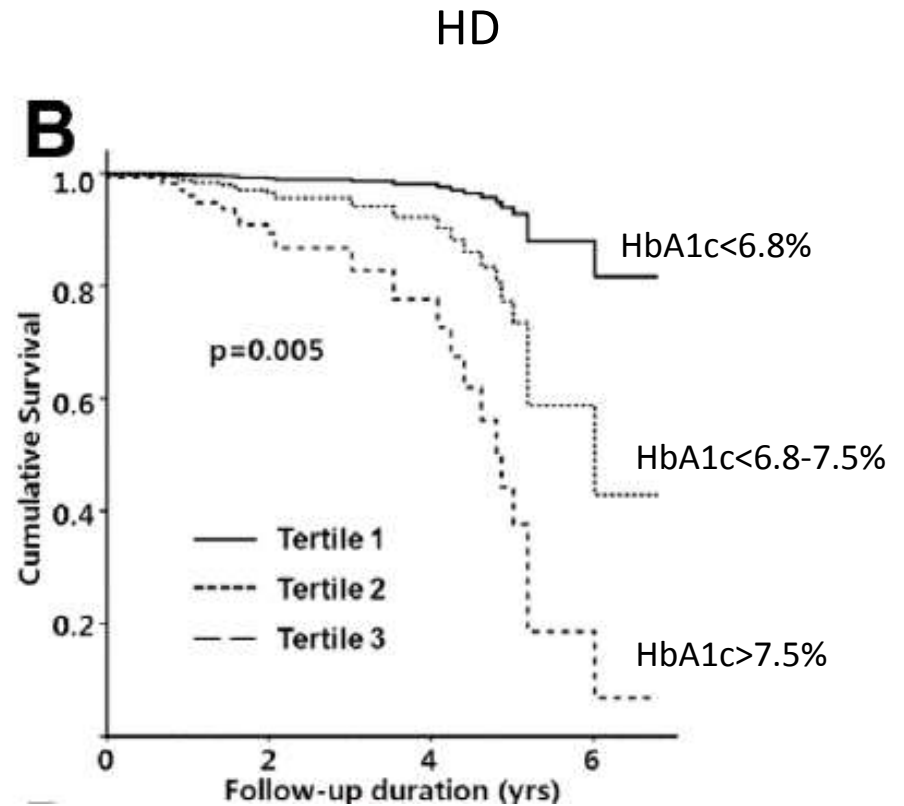 HD
B
1.0
0.8
0.6
0.4
0.2
Cumulative Survival
p=0.005
HbA1c<6.8%
HbA1c<6.8-7.5%
HbA1c>7.5%
Tertile 1
Tertile 2
Tertile 3
0 2 4 6
Follow-up duration (yrs)